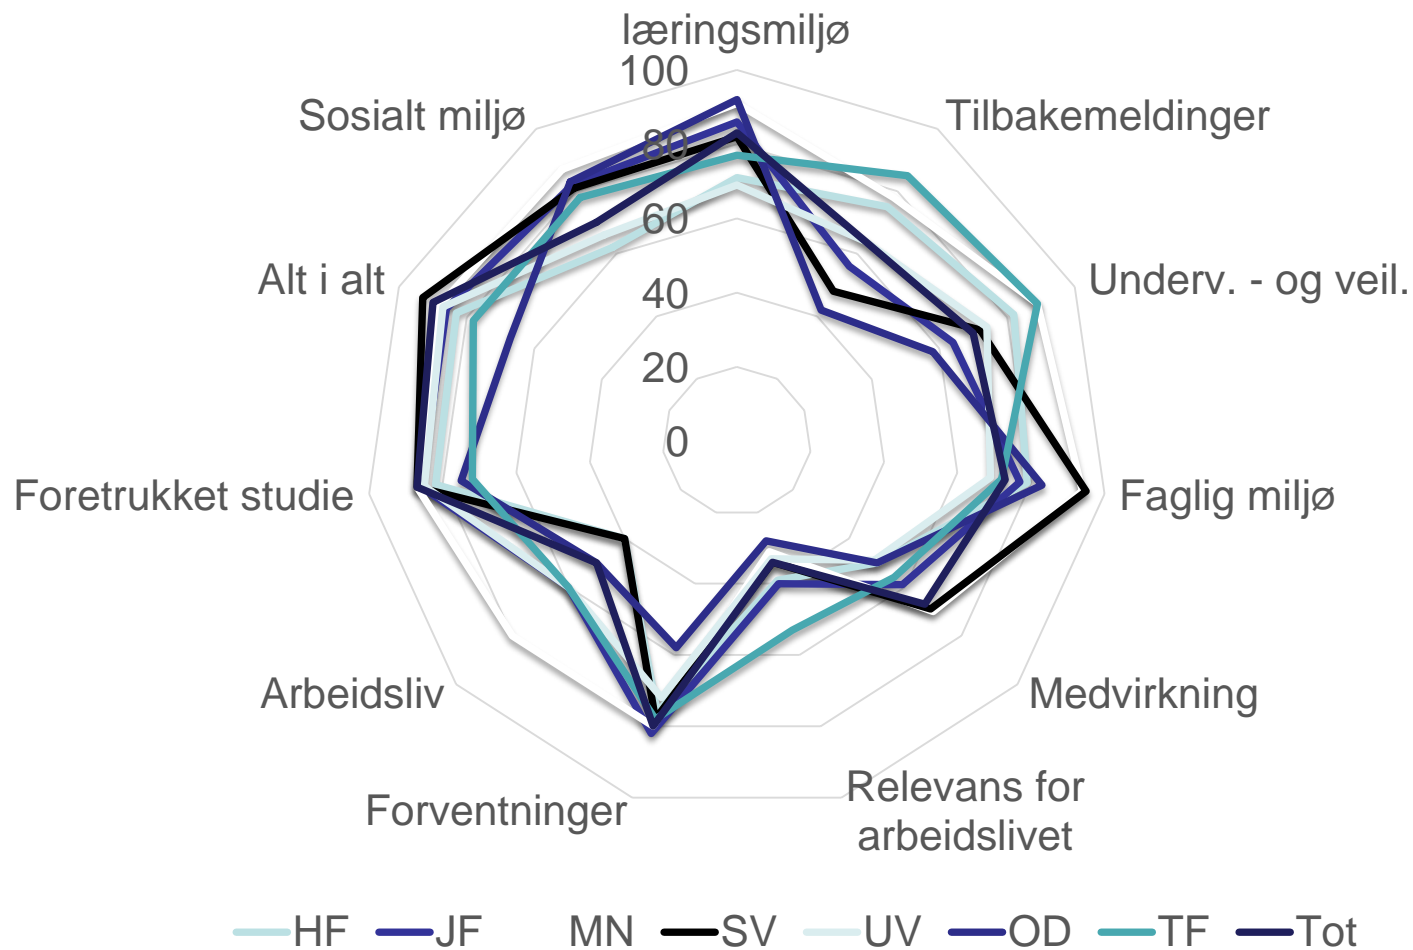 læringsmiljø
Tilbakemeldinger
Underv. - og veil.
Faglig miljø
Medvirkning
Relevans for
arbeidslivet
Forventninger
Arbeidsliv
Foretrukket studie
Alt i alt
Sosialt miljø
100
80
60
40
20
0
HF JF MN SV UV OD TF Tot